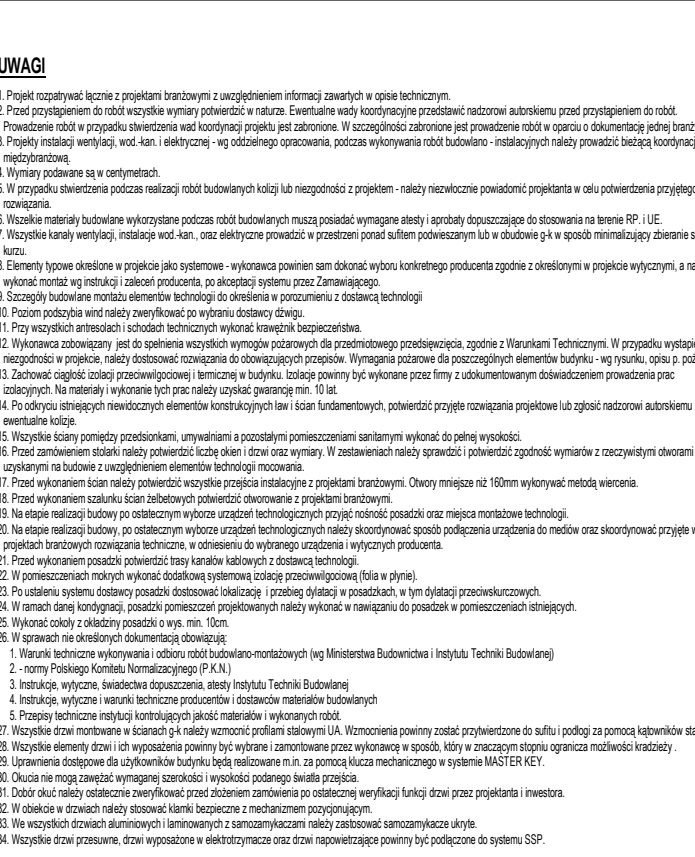 UWAGI
1. Projekt rozpatrywać łącznie z projektami branżowymi z uwzględnieniem informacji zawartych w opisie technicznym.
2. Przed przystąpieniem do robót wszystkie wymiary potwierdzić w naturze. Ewentualne wady koordynacyjne przedstawić nadzorowi autorskiemu przed przystąpieniem do robót.
Prowadzenie robót w przypadku stwierdzenia wad koordynacji projektu jest zabronione. W szczególności zabronione jest prowadzenie robót w oparciu o dokumentację jednej branż
3. Projekty instalacji wentylacji, wod.-kan. i elektrycznej - wg oddzielnego opracowania, podczas wykonywania robót budowlano - instalacyjnych należy prowadzić bieżącą koordynacj
międzybranżową.
4. Wymiary podawane są w centymetrach.
5. W przypadku stwierdzenia podczas realizacji robót budowlanych kolizji lub niezgodności z projektem - należy niezwłocznie powiadomić projektanta w celu potwierdzenia przyjętego
rozwiązania.
6. Wszelkie materiały budowlane wykorzystane podczas robót budowlanych muszą posiadać wymagane atesty i aprobaty dopuszczające do stosowania na terenie RP. i UE.
7. Wszystkie kanały wentylacji, instalacje wod.-kan., oraz elektryczne prowadzić w przestrzeni ponad sufitem podwieszanym lub w obudowie g-k w sposób minimalizujący zbieranie s
kurzu.
8. Elementy typowe określone w projekcie jako systemowe - wykonawca powinien sam dokonać wyboru konkretnego producenta zgodnie z określonymi w projekcie wytycznymi, a na
wykonać montaż wg instrukcji i zaleceń producenta, po akceptacji systemu przez Zamawiającego.
9. Szczegóły budowlane montażu elementów technologii do określenia w porozumieniu z dostawcą technologii
10. Poziom podszybia wind należy zweryfikować po wybraniu dostawcy dźwigu.
11. Przy wszystkich antresolach i schodach technicznych wykonać krawężnik bezpieczeństwa.
12. Wykonawca zobowiązany jest do spełnienia wszystkich wymogów pożarowych dla przedmiotowego przedsięwzięcia, zgodnie z Warunkami Technicznymi. W przypadku wystąpie
niezgodności w projekcie, należy dostosować rozwiązania do obowiązujących przepisów. Wymagania pożarowe dla poszczególnych elementów budynku - wg rysunku, opisu p. poż
13. Zachować ciągłość izolacji przeciwwilgociowej i termicznej w budynku. Izolacje powinny być wykonane przez firmy z udokumentowanym doświadczeniem prowadzenia prac
izolacyjnych. Na materiały i wykonanie tych prac należy uzyskać gwarancję min. 10 lat.
14. Po odkryciu istniejących niewidocznych elementów konstrukcyjnych ław i ścian fundamentowych, potwierdzić przyjęte rozwiązania projektowe lub zgłosić nadzorowi autorskiemu
ewentualne kolizje.
15. Wszystkie ściany pomiędzy przedsionkami, umywalniami a pozostałymi pomieszczeniami sanitarnymi wykonać do pełnej wysokości.
16. Przed zamówieniem stolarki należy potwierdzić liczbę okien i drzwi oraz wymiary. W zestawieniach należy sprawdzić i potwierdzić zgodność wymiarów z rzeczywistymi otworami
uzyskanymi na budowie z uwzględnieniem elementów technologii mocowania.
17. Przed wykonaniem ścian należy potwierdzić wszystkie przejścia instalacyjne z projektami branżowymi. Otwory mniejsze niż 160mm wykonywać metodą wiercenia.
18. Przed wykonaniem szalunku ścian żelbetowych potwierdzić otworowanie z projektami branżowymi.
19. Na etapie realizacji budowy po ostatecznym wyborze urządzeń technologicznych przyjąć nośność posadzki oraz miejsca montażowe technologii.
20. Na etapie realizacji budowy, po ostatecznym wyborze urządzeń technologicznych należy skoordynować sposób podłączenia urządzenia do mediów oraz skoordynować przyjęte w
projektach branżowych rozwiązania techniczne, w odniesieniu do wybranego urządzenia i wytycznych producenta.
21. Przed wykonaniem posadzki potwierdzić trasy kanałów kablowych z dostawcą technologii.
22. W pomieszczeniach mokrych wykonać dodatkową systemową izolację przeciwwilgociową (folia w płynie).
23. Po ustaleniu systemu dostawcy posadzki dostosować lokalizację i przebieg dylatacji w posadzkach, w tym dylatacji przeciwskurczowych.
24. W ramach danej kondygnacji, posadzki pomieszczeń projektowanych należy wykonać w nawiązaniu do posadzek w pomieszczeniach istniejących.
25. Wykonać cokoły z okładziny posadzki o wys. min. 10cm.
26. W sprawach nie określonych dokumentacją obowiązują:
1. Warunki techniczne wykonywania i odbioru robót budowlano-montażowych (wg Ministerstwa Budownictwa i Instytutu Techniki Budowlanej)
2. - normy Polskiego Komitetu Normalizacyjnego (P.K.N.)
3. Instrukcje, wytyczne, świadectwa dopuszczenia, atesty Instytutu Techniki Budowlanej
4. Instrukcje, wytyczne i warunki techniczne producentów i dostawców materiałów budowlanych
5. Przepisy techniczne instytucji kontrolujących jakość materiałów i wykonanych robót.
27. Wszystkie drzwi montowane w ścianach g-k należy wzmocnić profilami stalowymi UA. Wzmocnienia powinny zostać przytwierdzone do sufitu i podłogi za pomocą kątowników sta
28. Wszystkie elementy drzwi i ich wyposażenia powinny być wybrane i zamontowane przez wykonawcę w sposób, który w znaczącym stopniu ogranicza możliwości kradzieży .
29. Uprawnienia dostępowe dla użytkowników budynku będą realizowane m.in. za pomocą klucza mechanicznego w systemie MASTER KEY.
30. Okucia nie mogą zawężać wymaganej szerokości i wysokości podanego światła przejścia.
31. Dobór okuć należy ostatecznie zweryfikować przed złożeniem zamówienia po ostatecznej weryfikacji funkcji drzwi przez projektanta i inwestora.
32. W obiekcie w drzwiach należy stosować klamki bezpieczne z mechanizmem pozycjonującym.
33. We wszystkich drzwiach aluminiowych i laminowanych z samozamykaczami należy zastosować samozamykacze ukryte.
34. Wszystkie drzwi przesuwne, drzwi wyposażone w elektrotrzymacze oraz drzwi napowietrzające powinny być podłączone do systemu SSP.